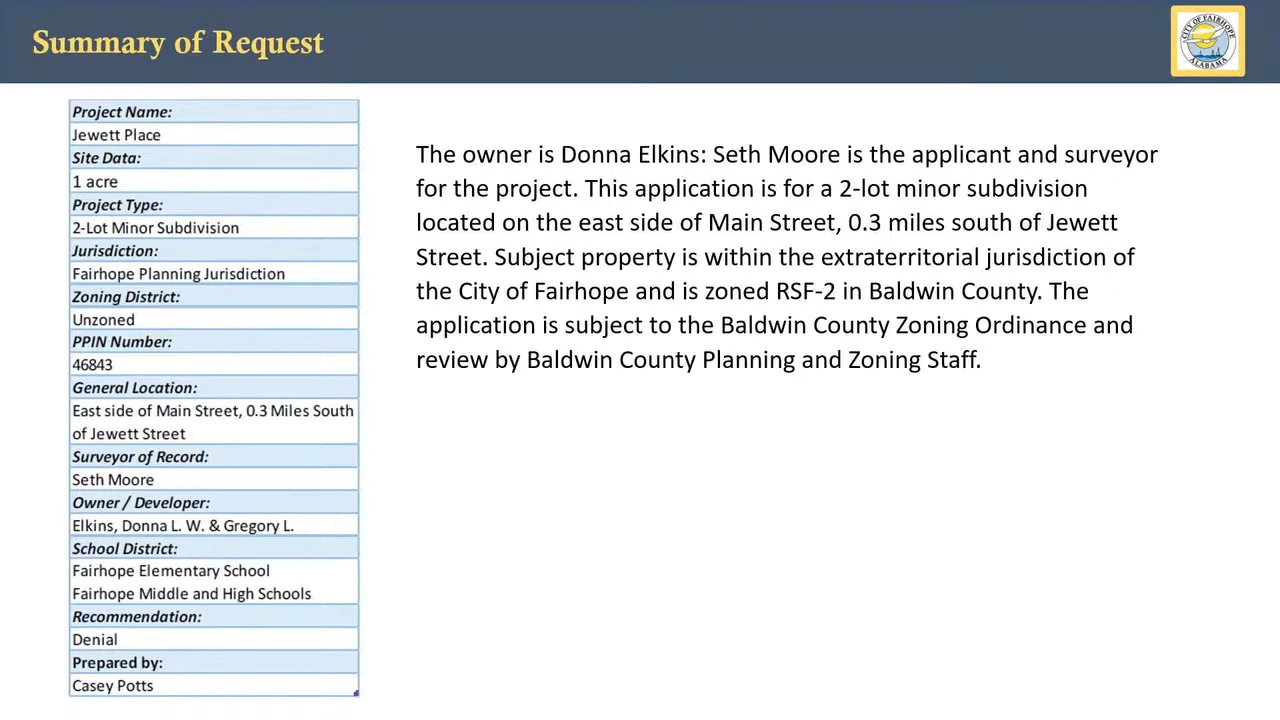 Summary of Request
CITY OF FAIRHOPE
ALABAMA
Project Name:
Jewett Place
Site Data:
1 acre
Project Type:
2-Lot Minor Subdivision
Jurisdiction:
Fairhope Planning Jurisdiction
Zoning District:
Unzoned
PPIN Number:
46843
General Location:
East side of Main Street, 0.3 Miles South
of Jewett Street
Surveyor of Record:
Seth Moore
Owner / Developer:
Elkins, Donna L. W. & Gregory L.
School District:
Fairhope Elementary School
Fairhope Middle and High Schools
Recommendation:
Denial
Prepared by:
Casey Potts
The owner is Donna Elkins: Seth Moore is the applicant and surveyor
for the project. This application is for a 2-lot minor subdivision
located on the east side of Main Street, 0.3 miles south of Jewett
Street. Subject property is within the extraterritorial jurisdiction of
the City of Fairhope and is zoned RSF-2 in Baldwin County. The
application is subject to the Baldwin County Zoning Ordinance and
review by Baldwin County Planning and Zoning Staff.